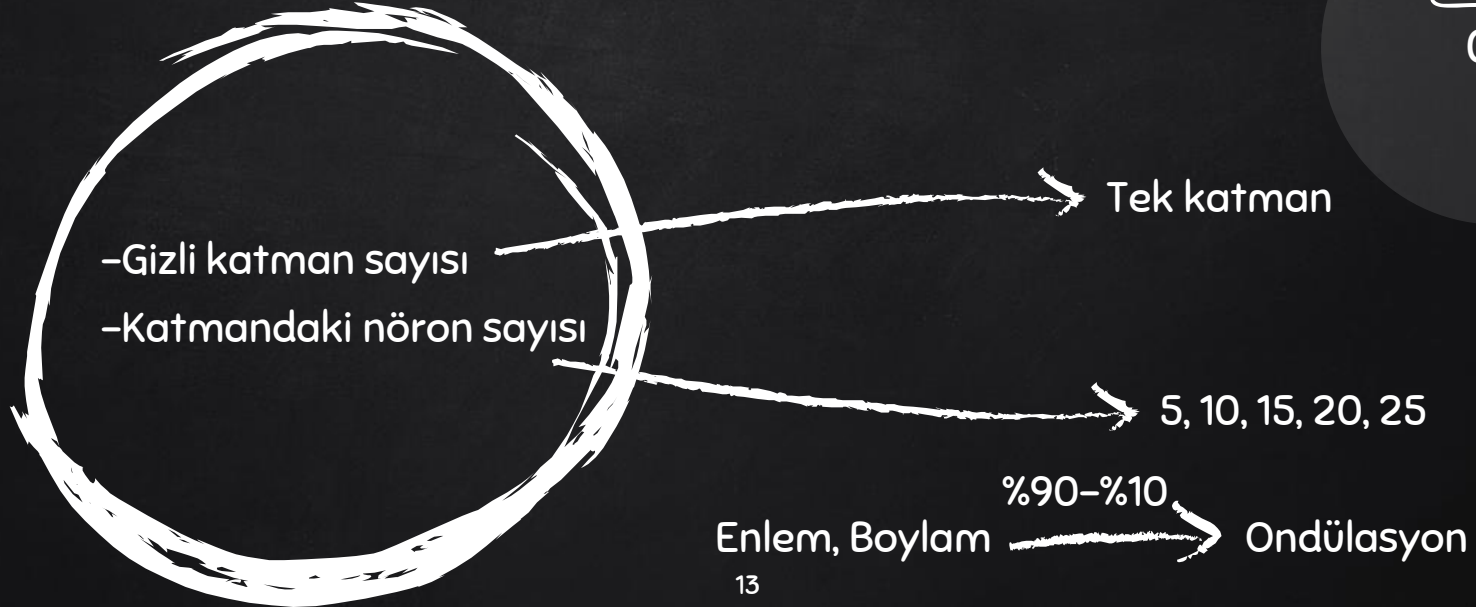 Tek katman
-Gizli katman sayısı
-Katmandaki nöron sayısı
5, 10, 15, 20, 25
%90-%10
Enlem, Boylam
Ondülasyon
13